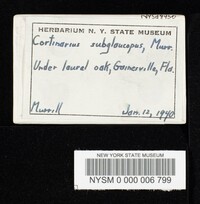 NYSf9450
HERBARIUM N. Y. STATE MUSEUM
Cortinarius subglaucopus, Murr.
Under laurel oak, Gainesville, Fla.
Murrill Jan. 12, 1940
NEW YORK STATE MUSEUM
NYSM 0 000 006 799